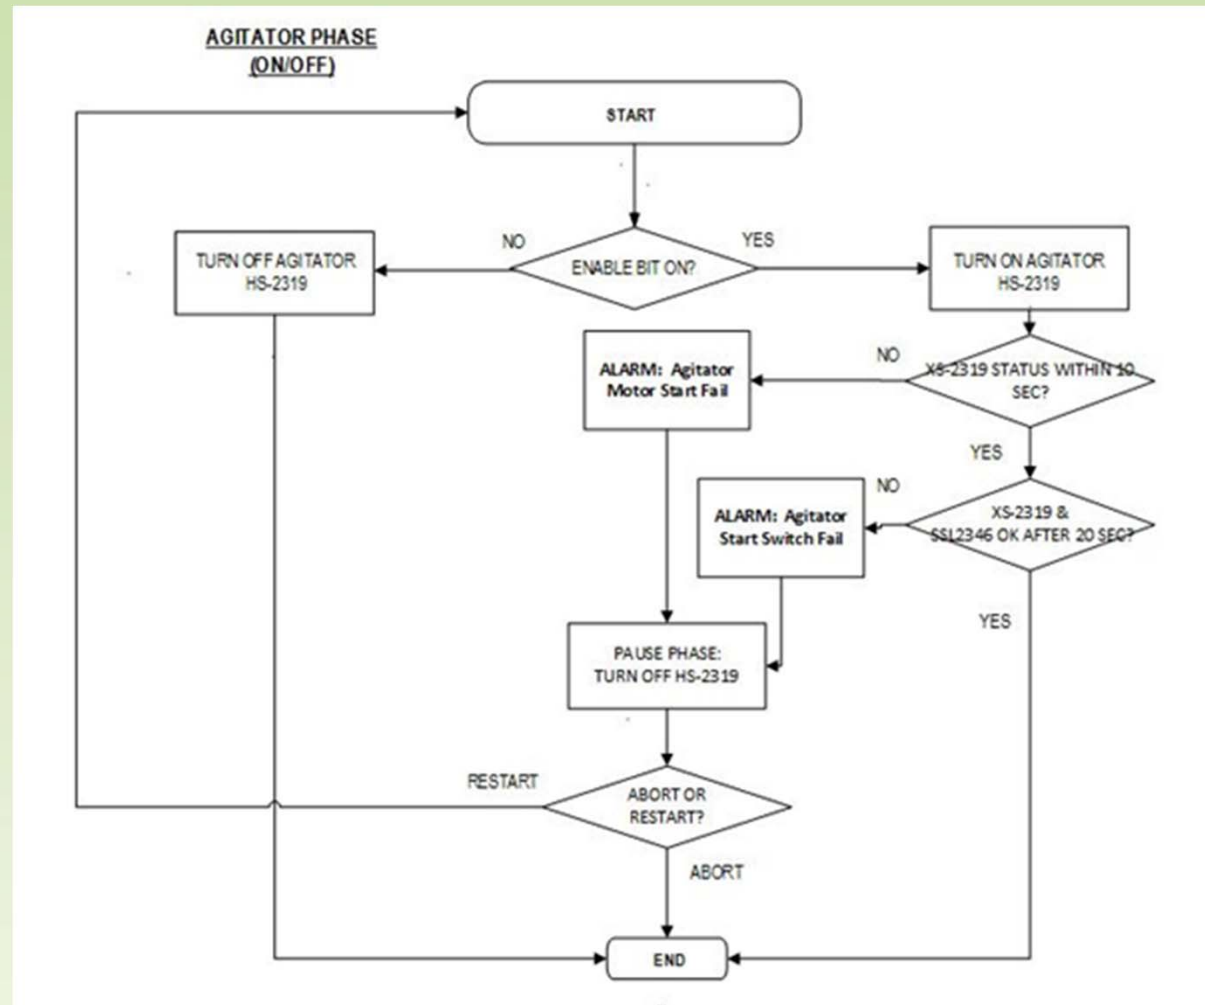 AGITATOR PHASE
(ON/OFF)
START
NO
YES
ENABLE BIT ON?
TURN OFF AGITATOR
HS-2319
TURN ON AGITATOR
HS-2319
NO
XS-2319 STATUS WITHIN 10
SEC?
ALARM: Agitator
Motor Start Fail
YES
NO
XS-2319 &
SSL2346 OK AFTER 20 SEC?
ALARM: Agitator
Start Switch Fail
YES
PAUSE PHASE:
TURN OFF HS-2319
RESTART
ABORT OR
RESTART?
ABORT
END